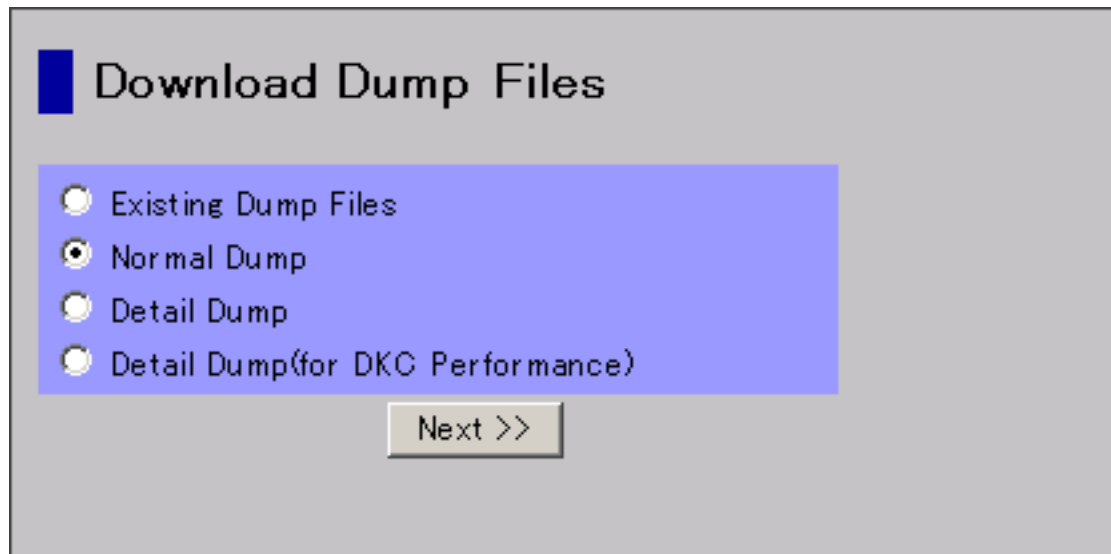 Download Dump Files
Existing Dump Files
Normal Dump
Detail Dump
Detail Dump(for DKC Performance)
Next >>